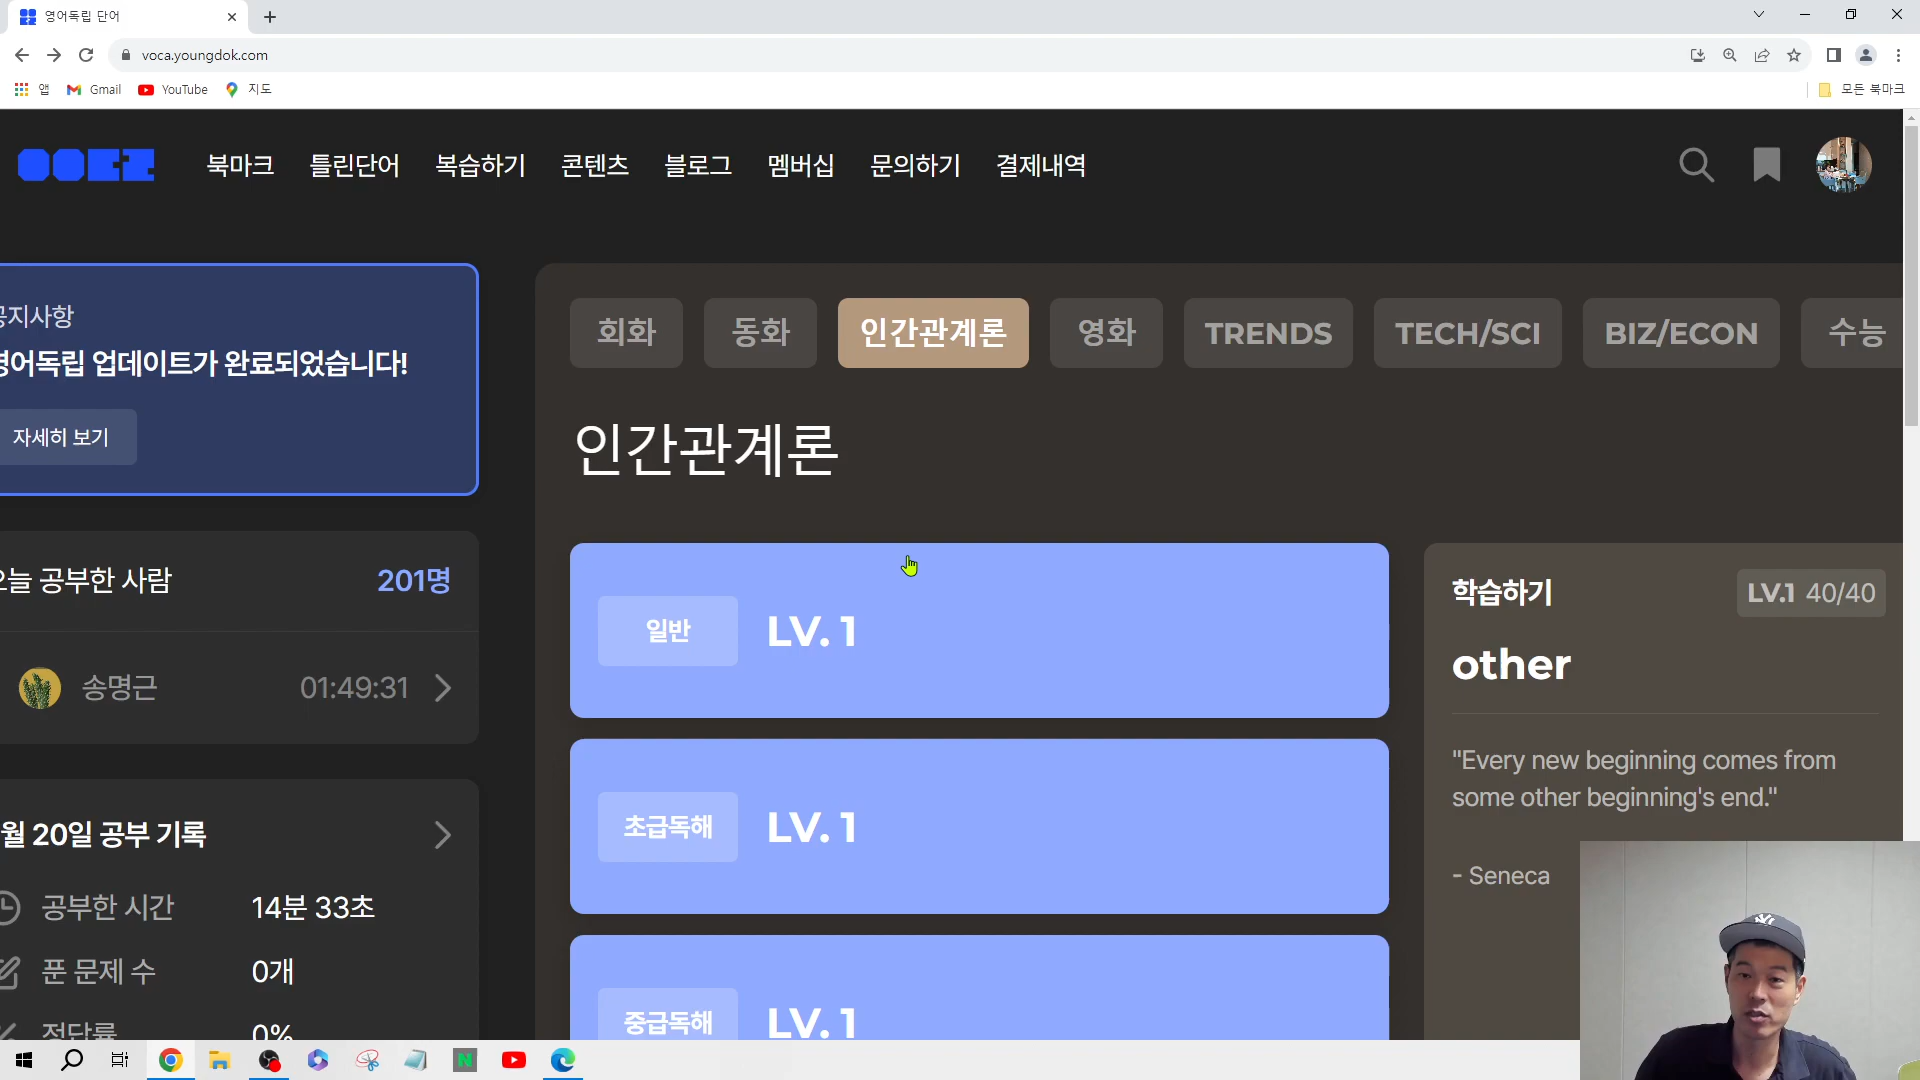 영어독립 단어
voca.youngdok.com
앱 Gmail YouTube 지도 모든 북마크
북마크 틀린단어 복습하기 콘텐츠 블로그 멤버십 문의하기 결제내역
공지사항
영어독립 업데이트가 완료되었습니다!
자세히 보기
오늘 공부한 사람 201명
송명근 01:49:31
월 20일 공부 기록
공부한 시간 14분 33초
푼 문제 수 0개
정답률 0%
회화 동화 인간관계론 영화 TRENDS TECH/SCI BIZ/ECON 수능
인간관계론
일반 LV. 1
초급독해 LV. 1
중급독해 LV. 1
학습하기 LV.1 40/40
other
"Every new beginning comes from
some other beginning's end."
- Seneca